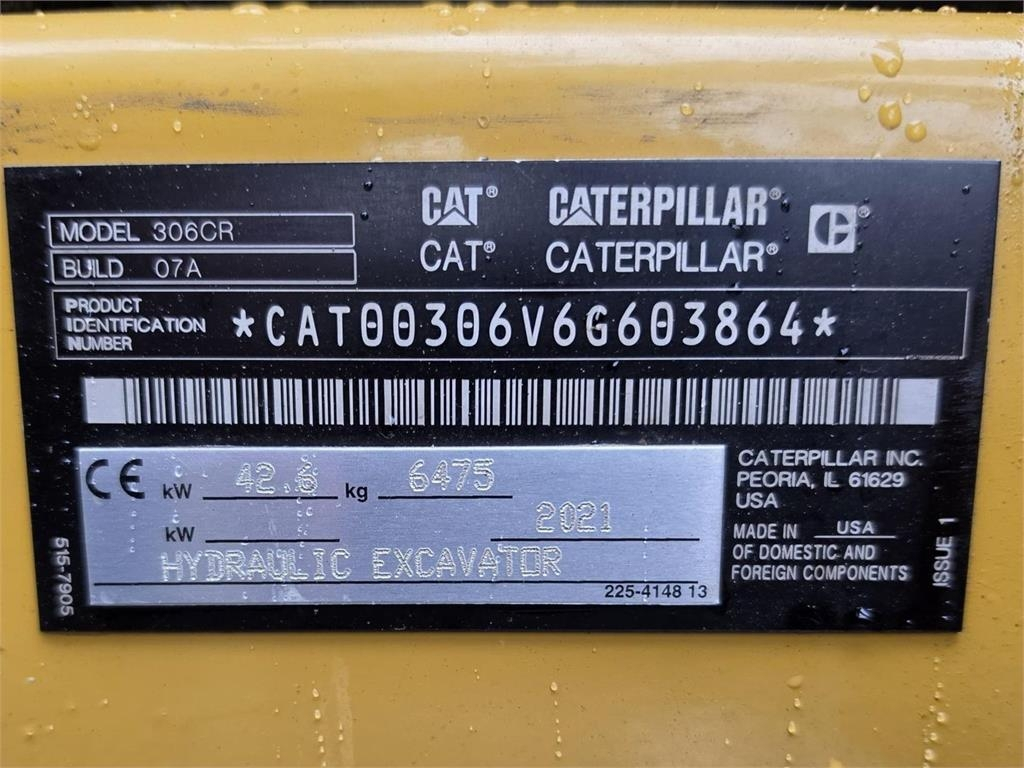 CAT® CATERPILLAR® C®
CAT® CATERPILLAR®
MODEL 306CR
BUILD 07A
PRODUCT
IDENTIFICATION
NUMBER
*CAT00306V6G603864*
CE kW 42.6 kg 6475
kW 2021
HYDRAULIC EXCAVATOR
225-4148 13
CATERPILLAR INC.
PEORIA, IL 61629
USA
MADE IN USA
OF DOMESTIC AND
FOREIGN COMPONENTS
515-7905
ISSUE 1